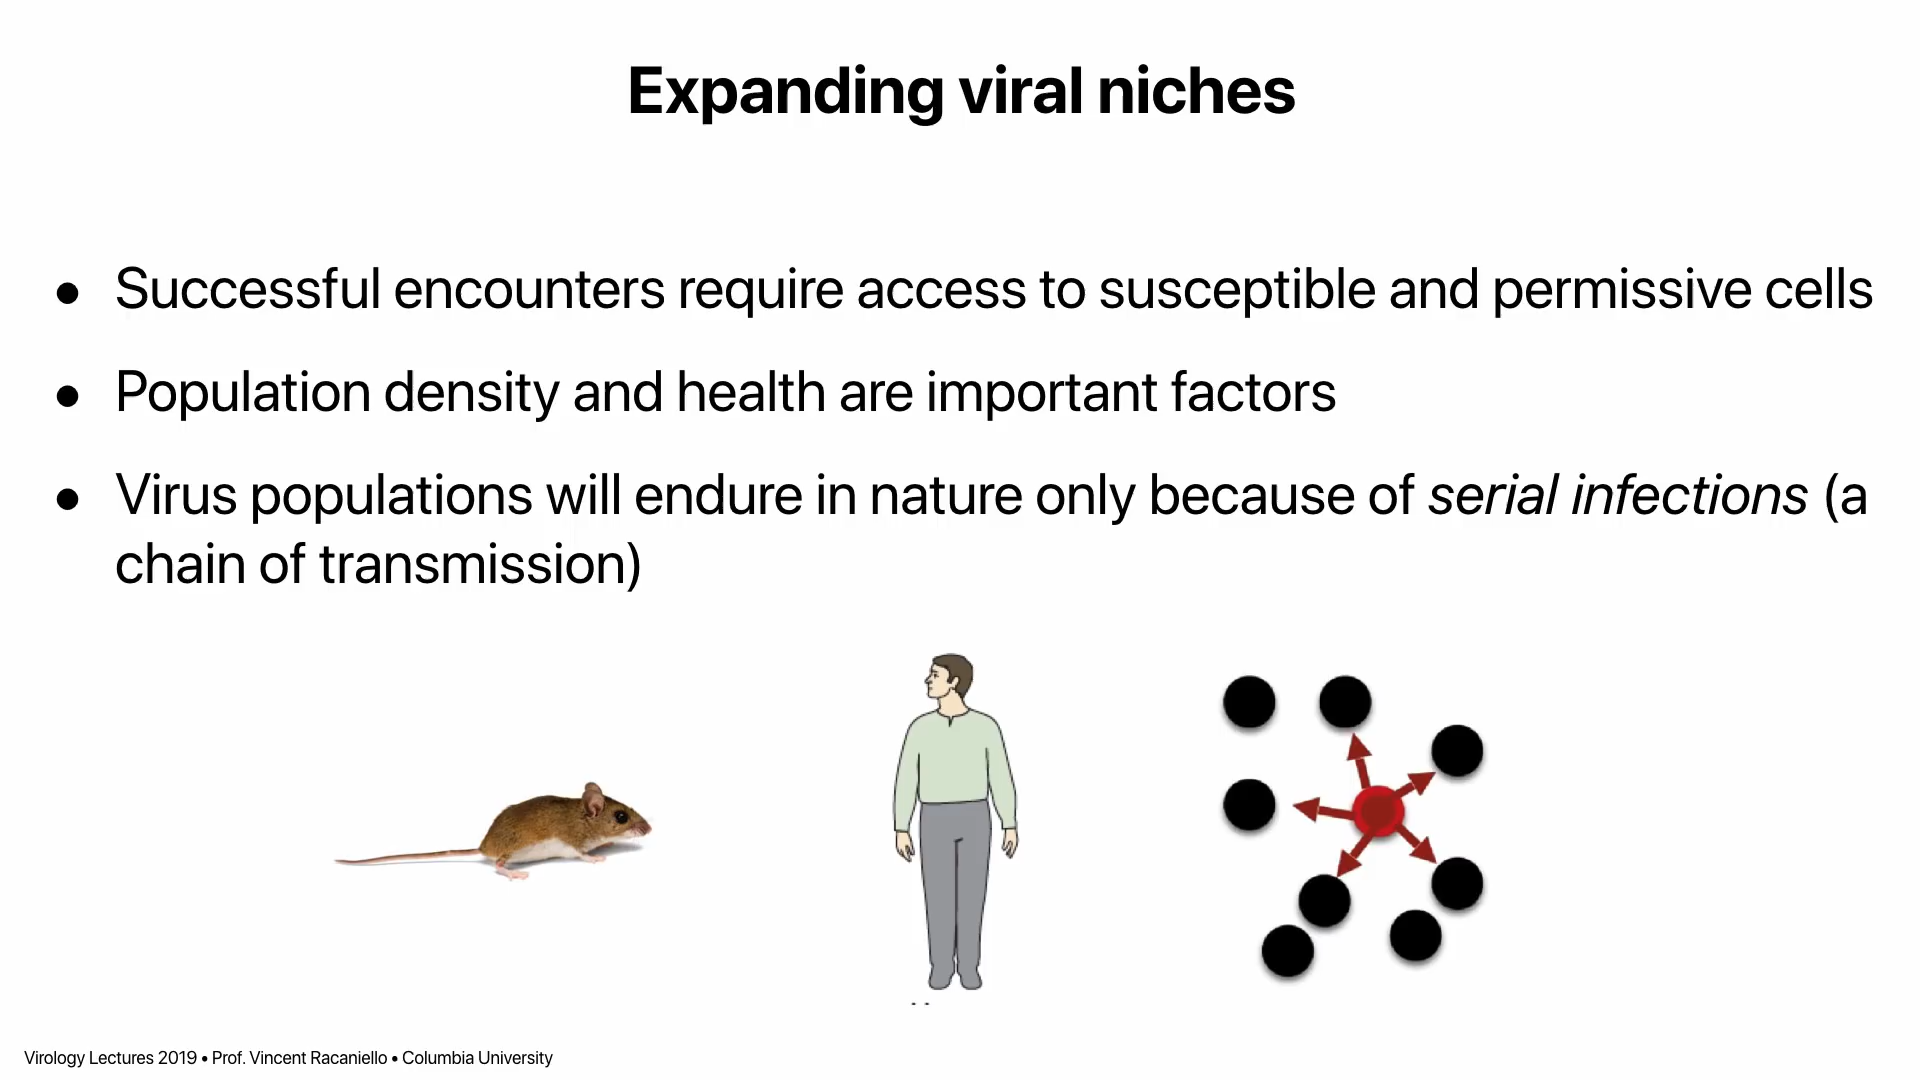 Expanding viral niches
• Successful encounters require access to susceptible and permissive cells
• Population density and health are important factors
• Virus populations will endure in nature only because of serial infections (a
chain of transmission)
Virology Lectures 2019 • Prof. Vincent Racaniello • Columbia University